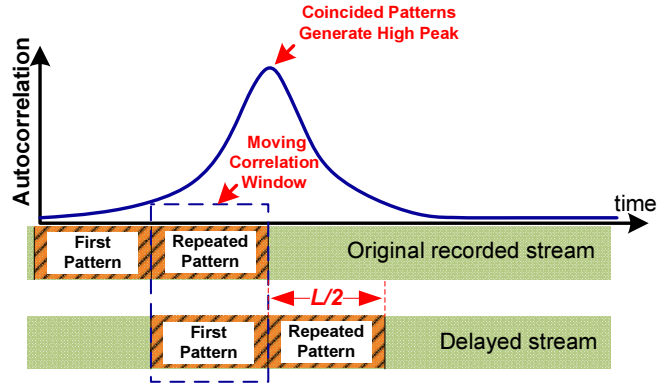 Coincided Patterns
Generate High Peak
Autocorrelation
Moving
Correlation
Window
time
First
Pattern
Repeated
Pattern
Original recorded stream
L/2
First
Pattern
Repeated
Pattern
Delayed stream